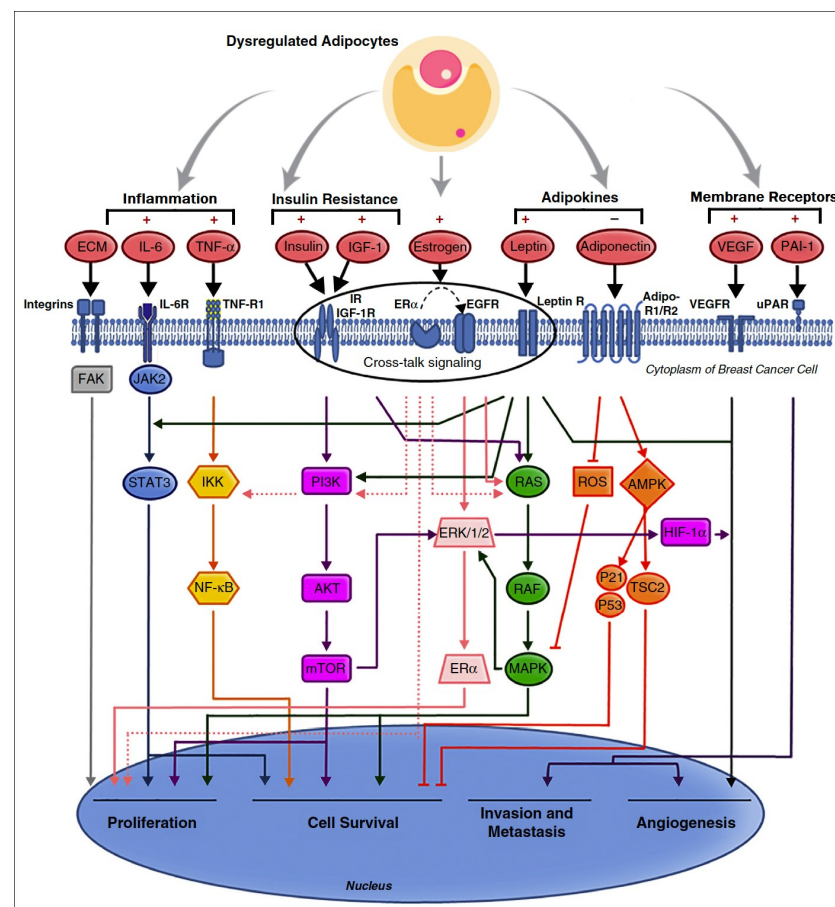 Dysregulated Adipocytes
Inflammation
Insulin Resistance
Adipokines
Membrane Receptors
+
+
+
+
+
+
−
+
+
ECM
IL-6
TNF-α
Insulin
IGF-1
Estrogen
Leptin
Adiponectin
VEGF
PAI-1
Integrins
IL-6R
TNF-R1
IR
IGF-1R
ERα
EGFR
Leptin R
Adipo-
R1/R2
VEGFR
uPAR
Cross-talk signaling
Cytoplasm of Breast Cancer Cell
FAK
JAK2
STAT3
IKK
PI3K
RAS
ROS
AMPK
ERK/1/2
HIF-1α
NF-κB
AKT
RAF
P21
P53
TSC2
mTOR
ERα
MAPK
Proliferation
Cell Survival
Invasion and
Metastasis
Angiogenesis
Nucleus